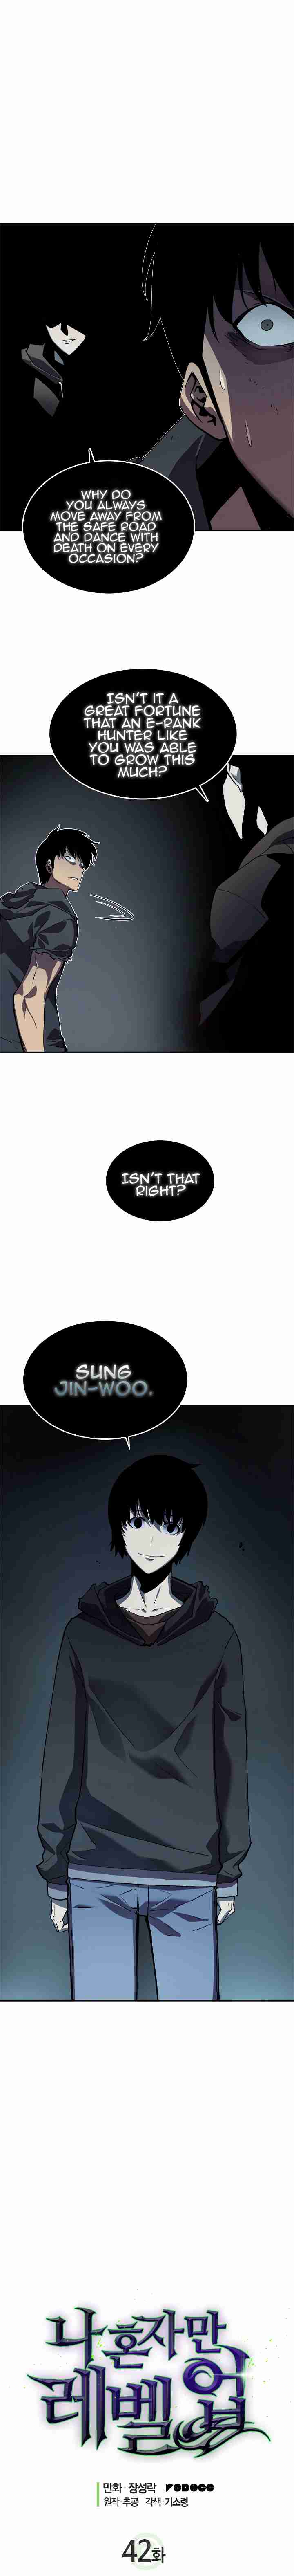 WHY DO
YOU ALWAYS
MOVE AWAY FROM
THE SAFE ROAD
AND DANCE WITH
DEATH ON EVERY
OCCASION?
ISN'T IT A
GREAT FORTUNE
THAT AN E-RANK
HUNTER LIKE
YOU WAS ABLE
TO GROW THIS
MUCH?
ISN'T THAT
RIGHT?
SUNG
JIN-WOO.
나 혼자만
레벨업
만화·장성락 REDICE
원작·추공 각색·기소령
42화